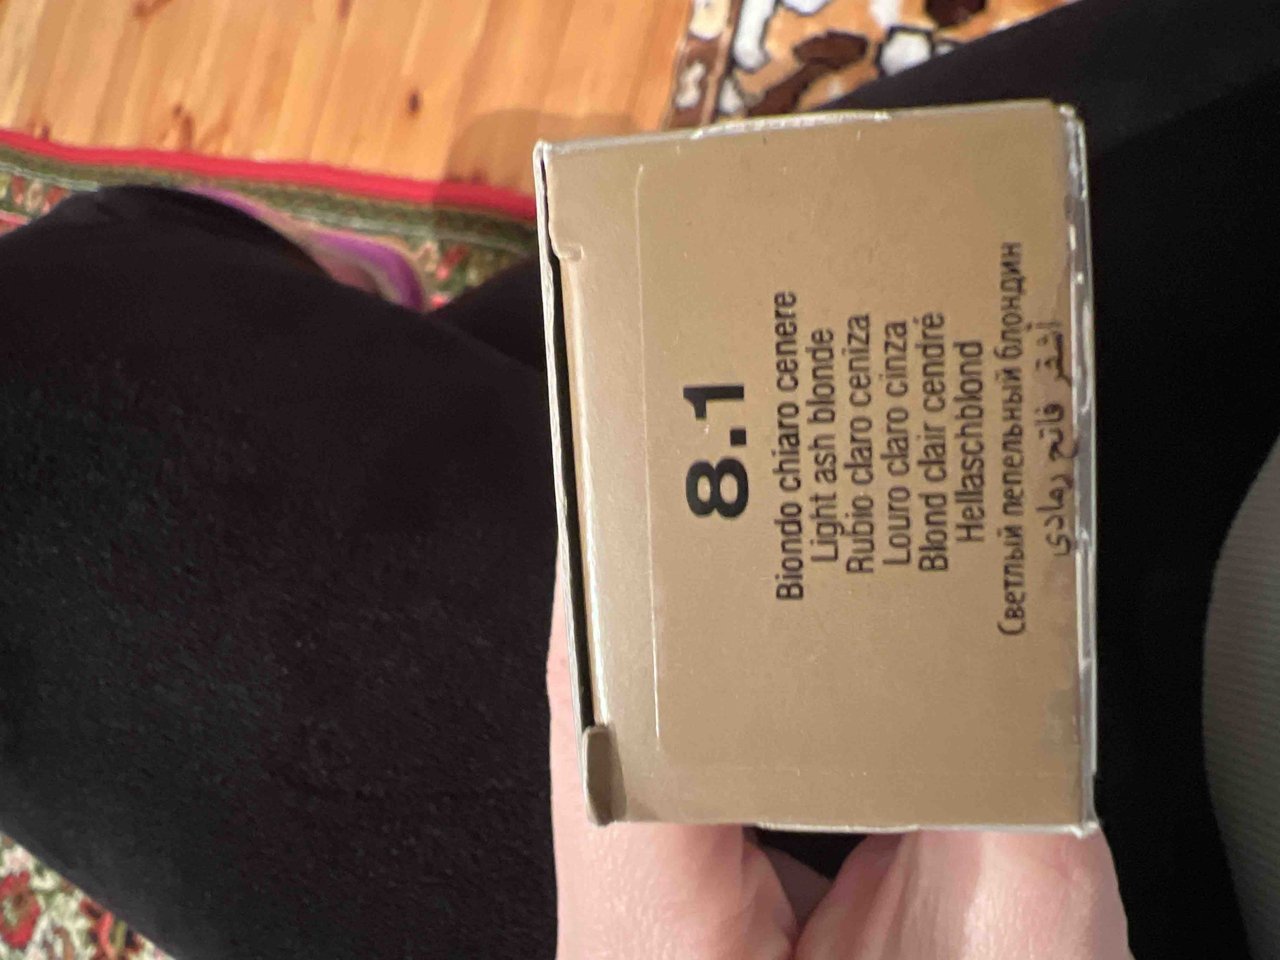 8.1
Biondo chiaro cenere
Light ash blonde
Rubio claro ceniza
Louro claro cinza
Blond clair cendré
Hellaschblond
Светлый пепельный блондин
أشقر فاتح رمادي